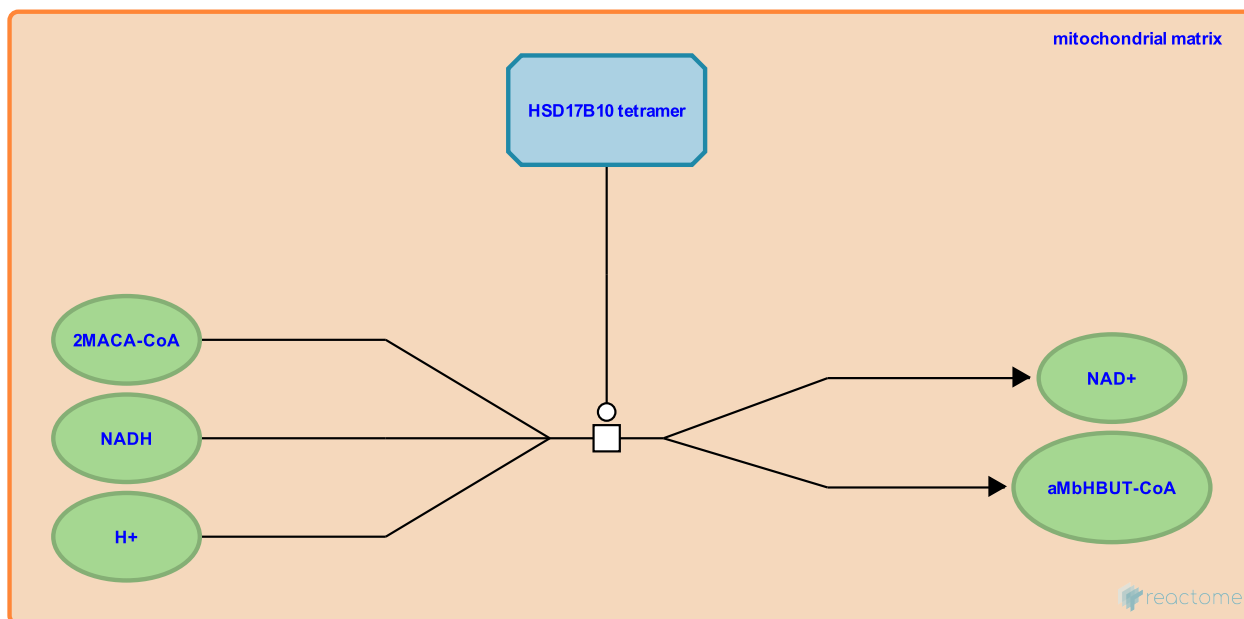 mitochondrial matrix
HSD17B10 tetramer
2MACA-CoA
NADH
H+
NAD+
aMbHBUT-CoA
reactome